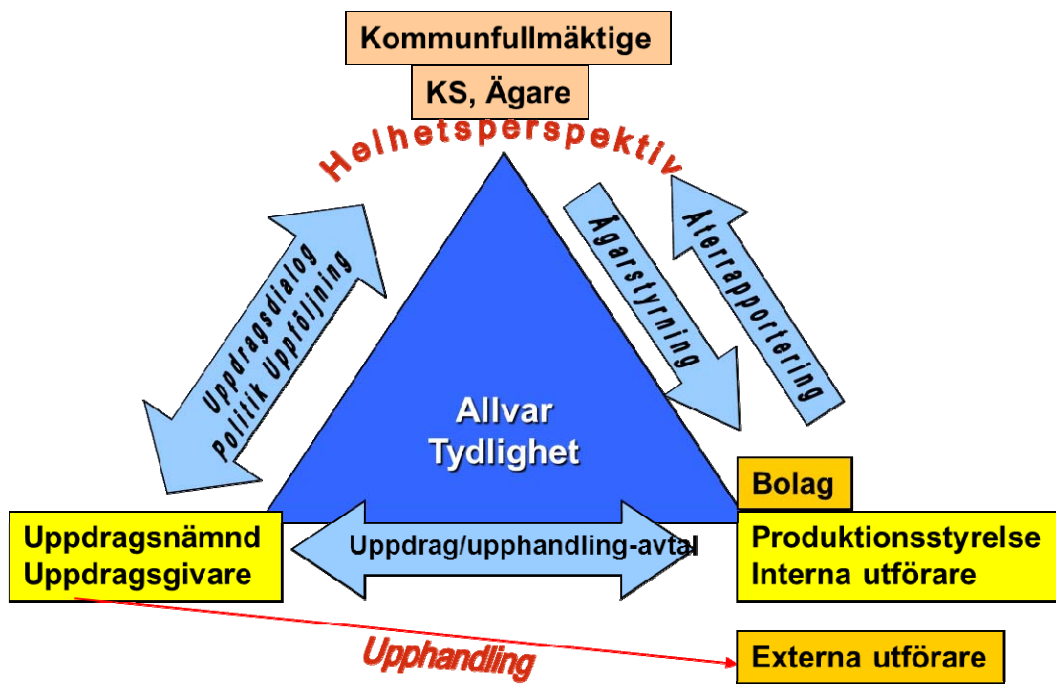 Kommunfullmäktige
KS, Ägare
Helhetsperspektiv
Uppdragsdialog
Politik Uppföljning
Ägarstyrning
Återrapportering
Allvar
Tydlighet
Bolag
Uppdragsnämnd
Uppdragsgivare
Uppdrag/upphandling-avtal
Produktionsstyrelse
Interna utförare
Upphandling
Externa utförare